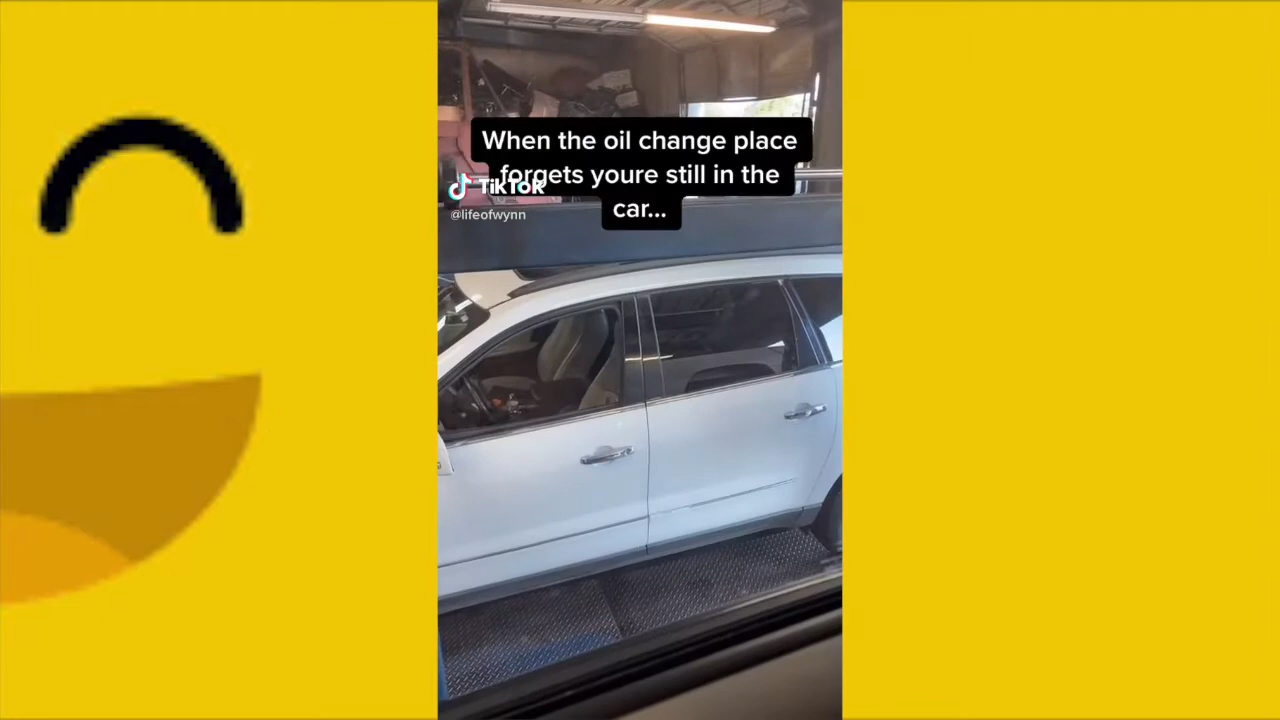 When the oil change place
forgets youre still in the
car...
TikTok
@lifeofwynn